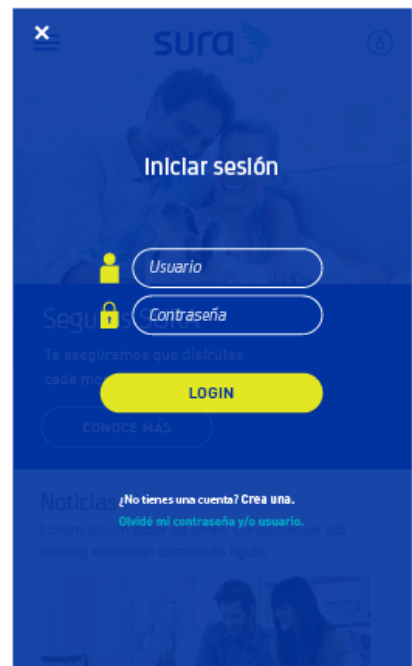 sura
Iniciar sesión
Usuario
Seguros SURA
Contraseña
Te aseguramos que disfrutes
cada mo
LOGIN
CONOCE MÁS
Noticias
¿No tienes una cuenta? Crea una.
Olvidé mi contraseña y/o usuario.
Lorem ipsum dolor sit amet, consectetuer adi
piscing elitenean commodo ligula.